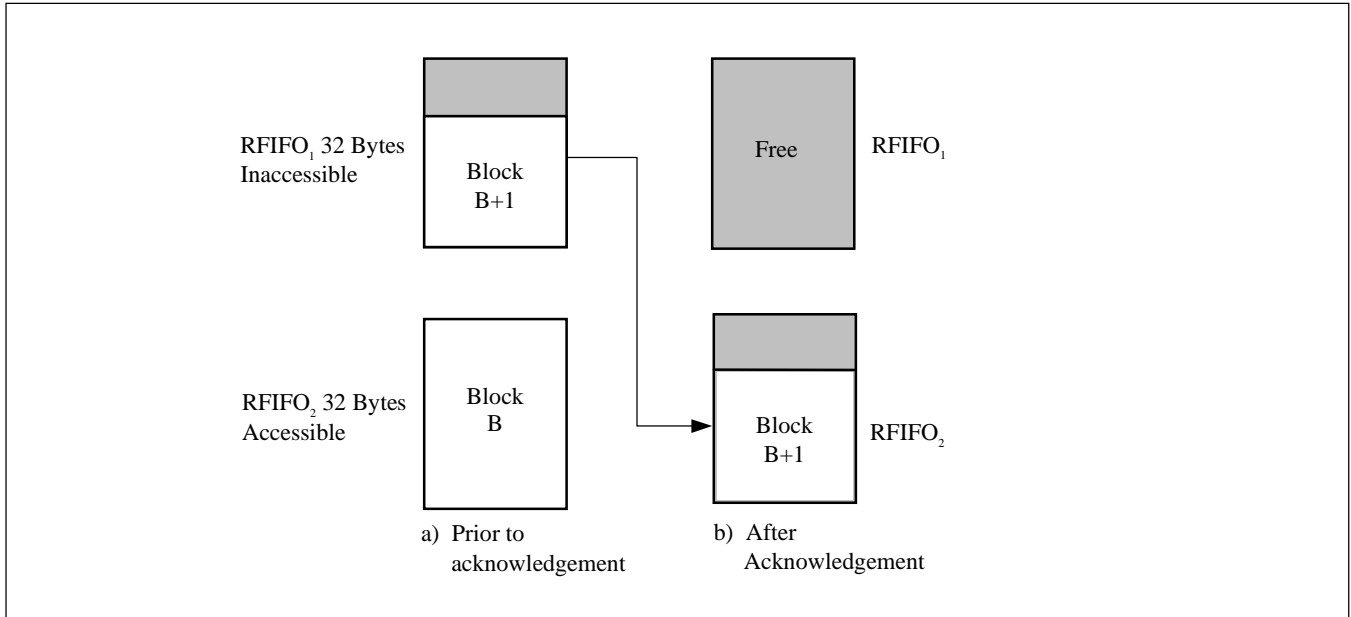 RFIFO₁ 32 Bytes
Inaccessible
Block
B+1
Free
RFIFO₁
RFIFO₂ 32 Bytes
Accessible
Block
B
Block
B+1
RFIFO₂
a) Prior to
acknowledgement
b) After
Acknowledgement